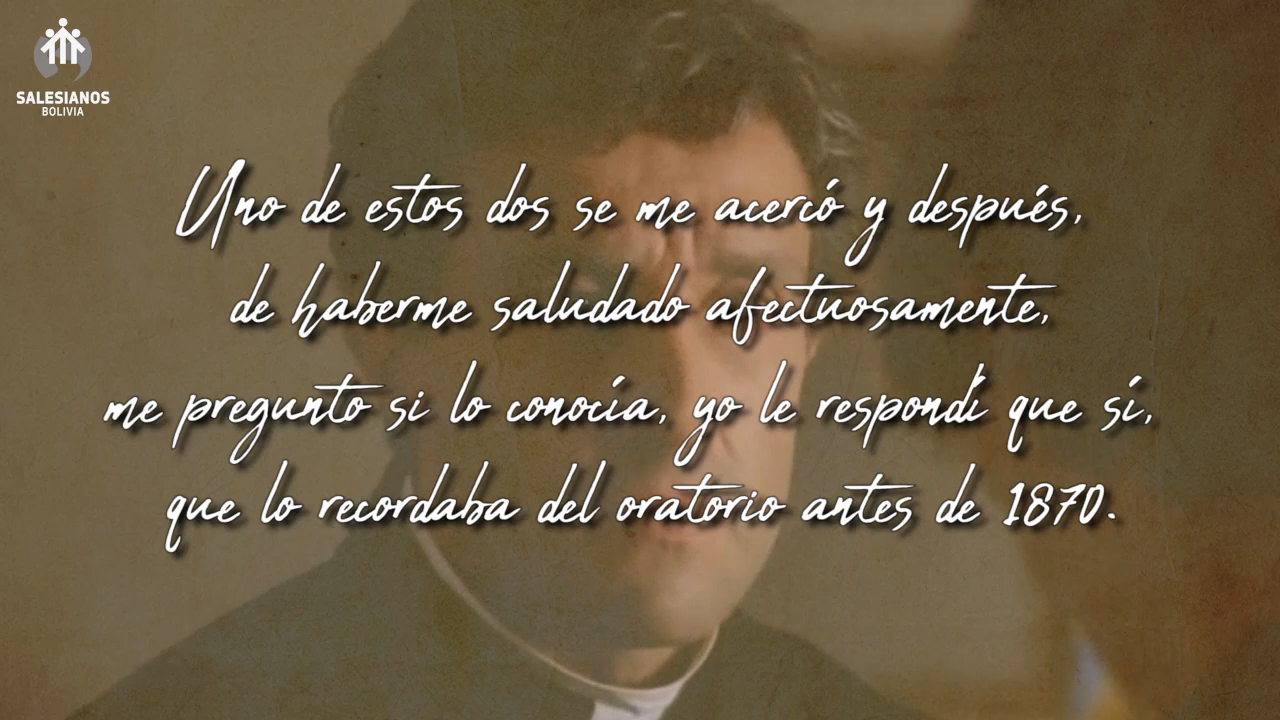 SALESIANOS
BOLIVIA
Uno de estos dos se me acercó y después,
de haberme saludado afectuosamente,
me pregunto si lo conocía, yo le respondí que sí,
que lo recordaba del oratorio antes de 1870.